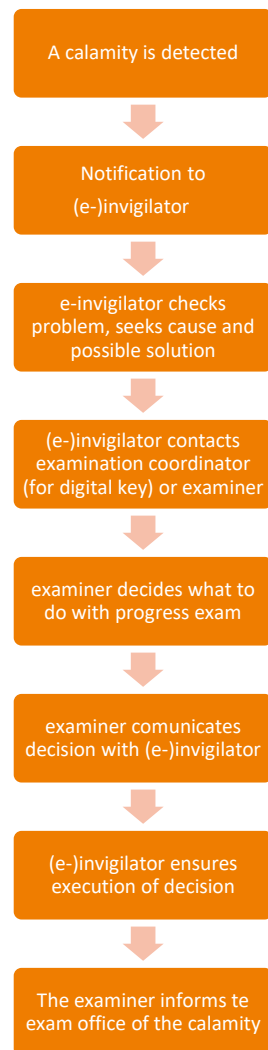 A calamity is detected
Notification to
(e-)invigilator
e-invigilator checks
problem, seeks cause and
possible solution
(e-)invigilator contacts
examination coordinator
(for digital key) or examiner
examiner decides what to
do with progress exam
examiner comunicates
decision with (e-)invigilator
(e-)invigilator ensures
execution of decision
The examiner informs te
exam office of the calamity